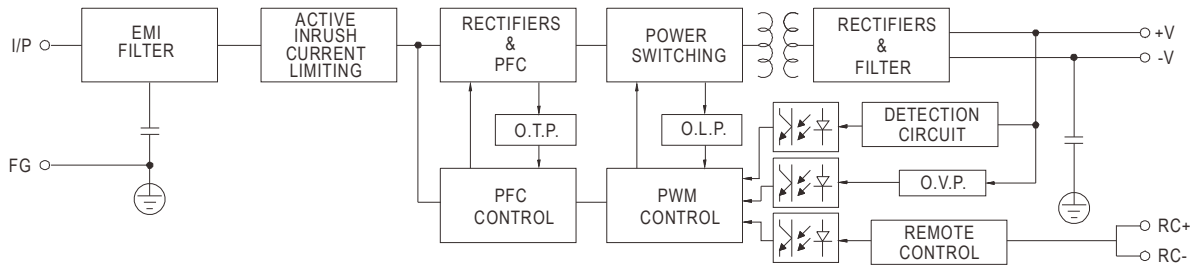 I/P
EMI
FILTER
ACTIVE
INRUSH
CURRENT
LIMITING
RECTIFIERS
&
PFC
POWER
SWITCHING
RECTIFIERS
&
FILTER
+V
-V
O.T.P.
O.L.P.
DETECTION
CIRCUIT
FG
PFC
CONTROL
PWM
CONTROL
O.V.P.
REMOTE
CONTROL
RC+
RC-